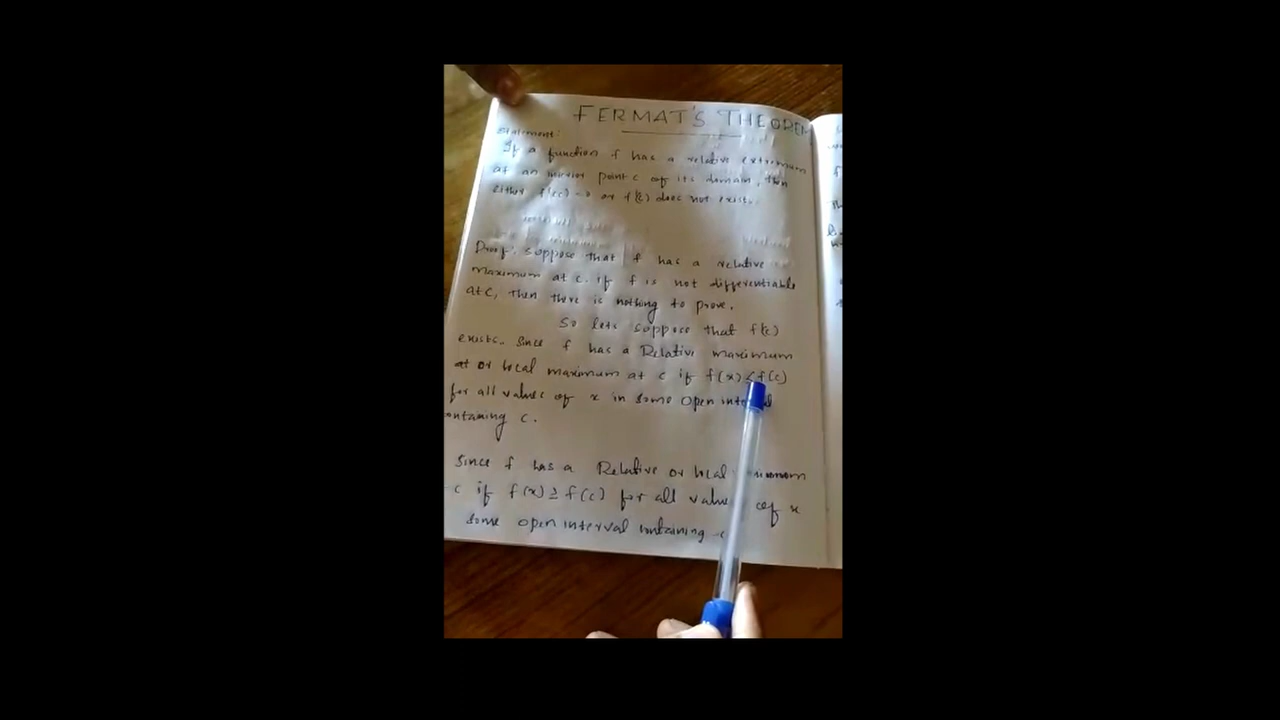 FERMAT'S THEOREM
Statement:
If a function f has a relative extremum
at an interior point c of its domain, then
either f'(c)=0 or f'(c) does not exist.
Proof: Suppose that f has a relative
maximum at c. if f is not differentiable
at c, then there is nothing to prove.
So lets suppose that f'(c)
exists. Since f has a Relative maximum
at or local maximum at c if f(x) ≤ f(c)
for all values of x in some open
containing c.
Since f has a Relative or local
c if f(x) ≥ f(c) for all of x
some open interval containing c